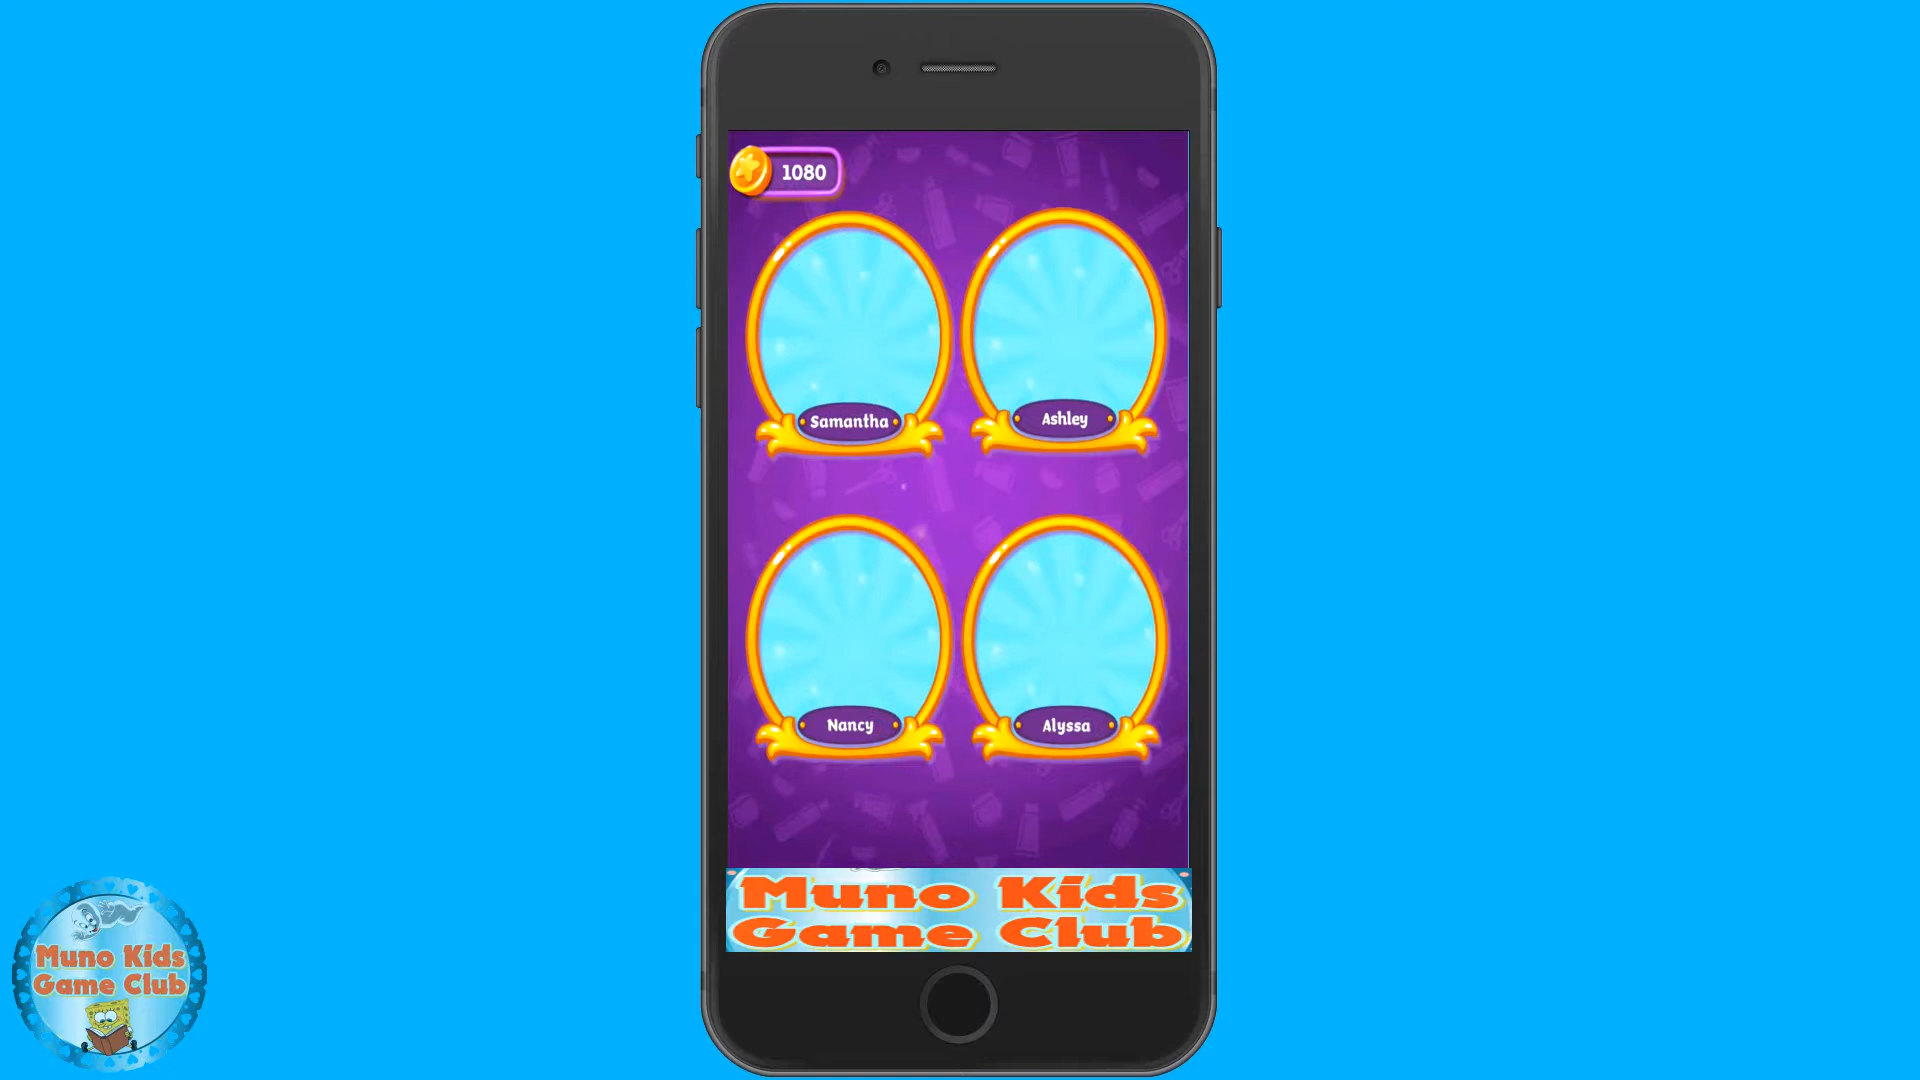 1080
Samantha
Ashley
Nancy
Alyssa
Muno Kids
Game Club
Muno Kids
Game Club